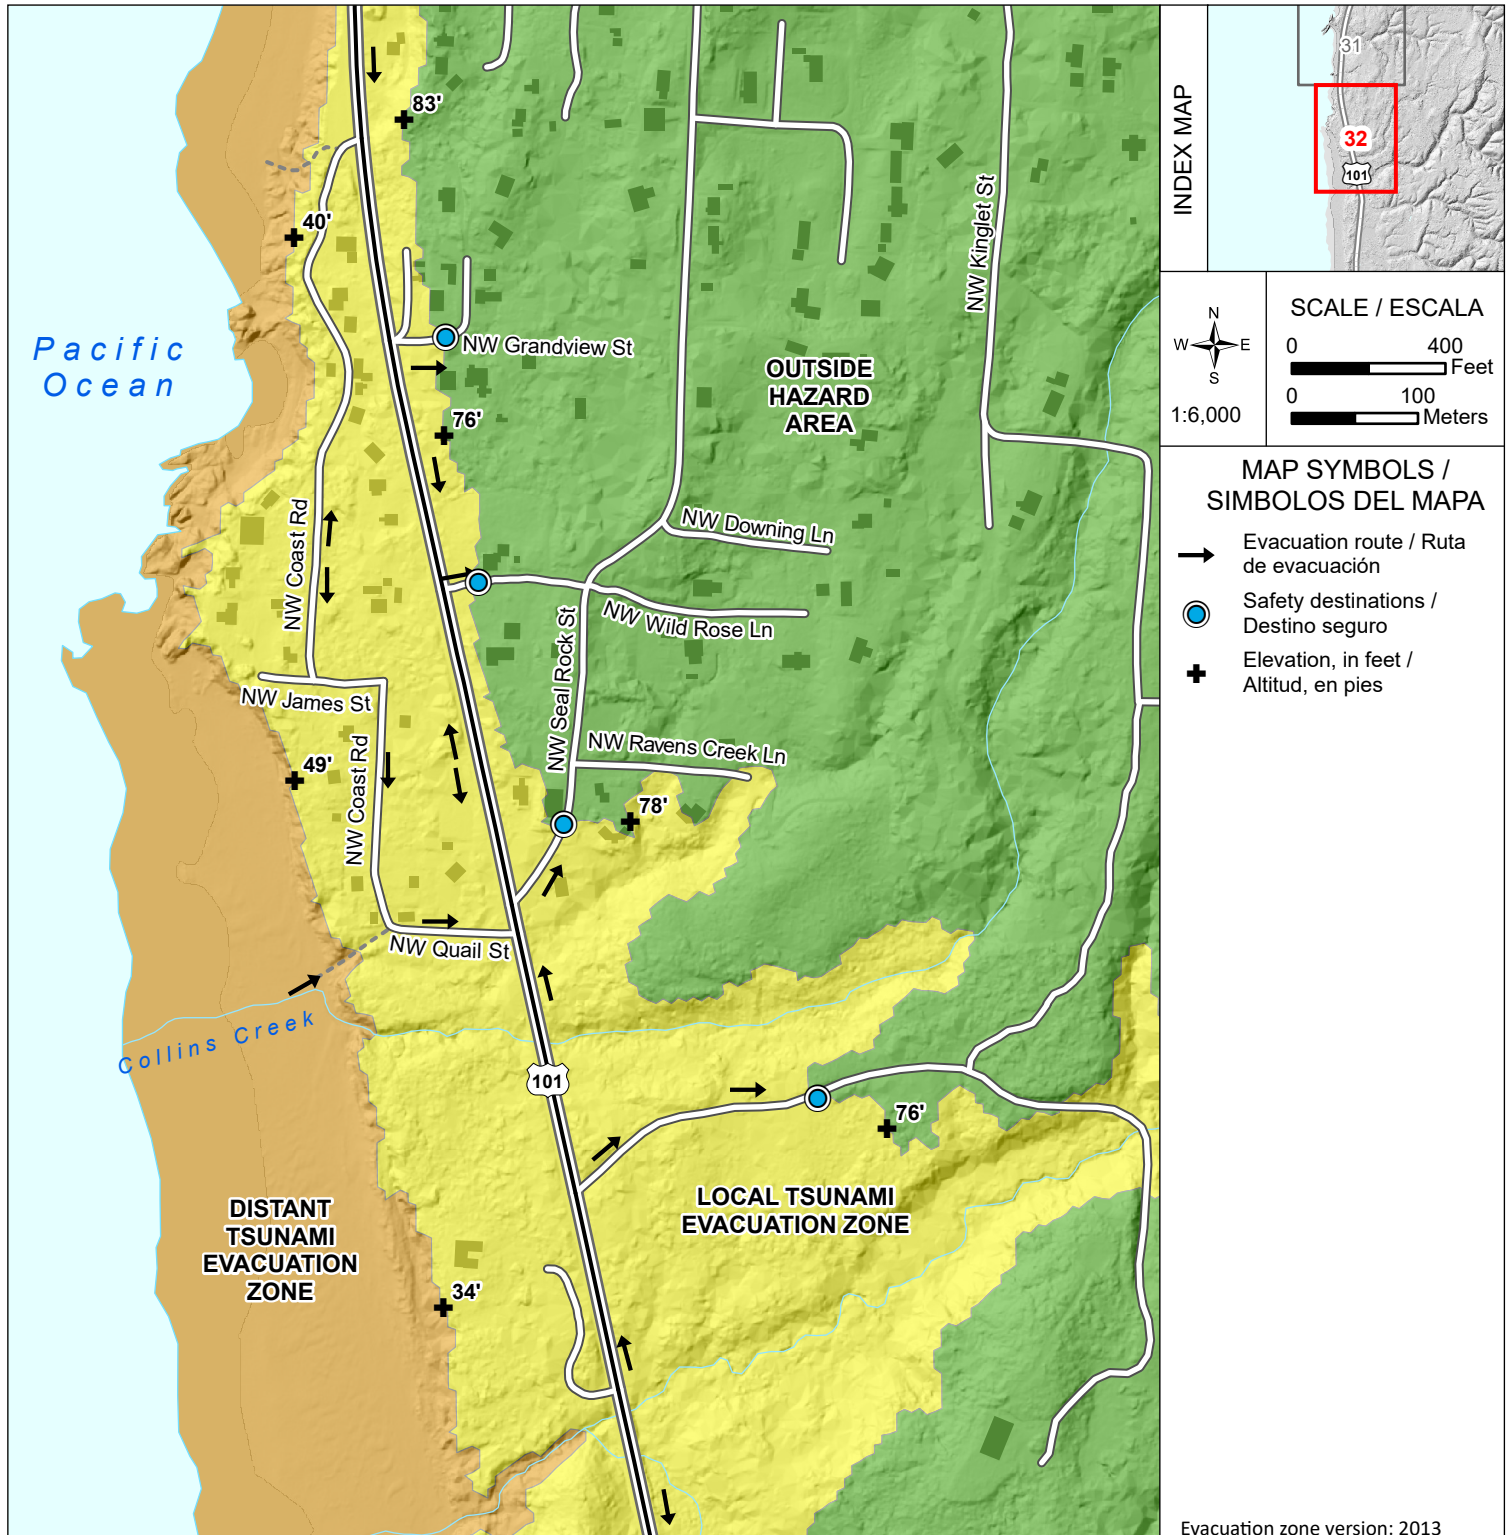 83'
40'
Pacific
Ocean
NW Grandview St
OUTSIDE
HAZARD
AREA
76'
NW Kinglet St
NW Coast Rd
NW Downing Ln
NW Wild Rose Ln
NW Seal Rock St
NW James St
NW Coast Rd
49'
NW Ravens Creek Ln
78'
NW Quail St
Collins Creek
101
76'
DISTANT
TSUNAMI
EVACUATION
ZONE
LOCAL TSUNAMI
EVACUATION ZONE
34'
INDEX MAP
31
32
101
N
W E
S
1:6,000
SCALE / ESCALA
0 400
Feet
0 100
Meters
MAP SYMBOLS /
SIMBOLOS DEL MAPA
Evacuation route / Ruta
de evacuación
Safety destinations /
Destino seguro
Elevation, in feet /
Altitud, en pies
Evacuation zone version: 2013